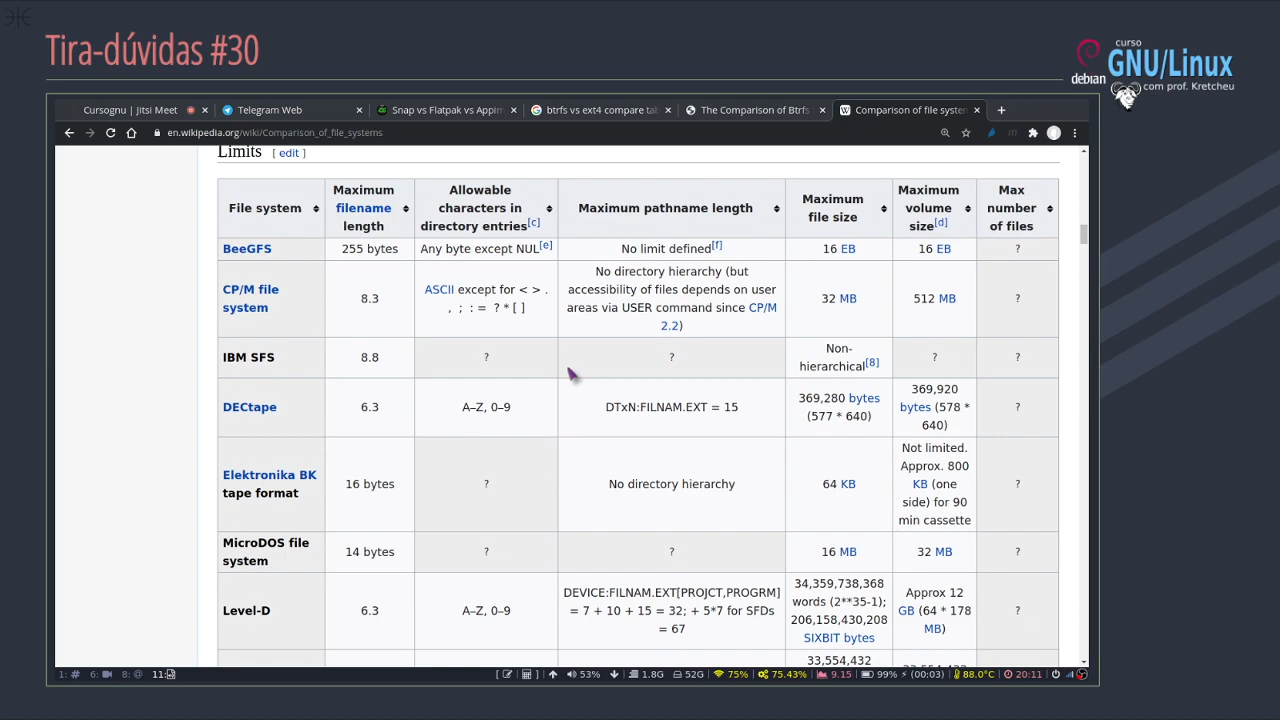 Tira-dúvidas #30
curso
GNU/Linux
debian
com prof. Kretcheu
Cursognu | Jitsi Meet
Telegram Web
Snap vs Flatpak vs Appim
btrfs vs ext4 compare tab
The Comparison of Btrfs
Comparison of file system
en.wikipedia.org/wiki/Comparison_of_file_systems
Limits [ edit ]
File system
Maximum
filename
length
Allowable
characters in
directory entries[c]
Maximum pathname length
Maximum
file size
Maximum
volume
size[d]
Max
number
of files
BeeGFS
255 bytes
Any byte except NUL[e]
No limit defined[f]
16 EB
16 EB
?
CP/M file
system
8.3
ASCII except for < > .
, ; : = ? * [ ]
No directory hierarchy (but
accessibility of files depends on user
areas via USER command since CP/M
2.2)
32 MB
512 MB
?
IBM SFS
8.8
?
?
Non-
hierarchical[8]
?
?
DECtape
6.3
A–Z, 0–9
DTxN:FILNAM.EXT = 15
369,280 bytes
(577 * 640)
369,920
bytes (578 *
640)
?
Elektronika BK
tape format
16 bytes
?
No directory hierarchy
64 KB
Not limited.
Approx. 800
KB (one
side) for 90
min cassette
?
MicroDOS file
system
14 bytes
?
?
16 MB
32 MB
?
Level-D
6.3
A–Z, 0–9
DEVICE:FILNAM.EXT[PROJCT,PROGRM]
= 7 + 10 + 15 = 32; + 5*7 for SFDs
= 67
34,359,738,368
words (2**35-1);
206,158,430,208
SIXBIT bytes
Approx 12
GB (64 * 178
MB)
?
33,554,432
1: # 6: 8: @ 11: [ ] 53% 1.8G 52G 75% 75.43% 9.15 99% (00:03) 88.0°C 20:11